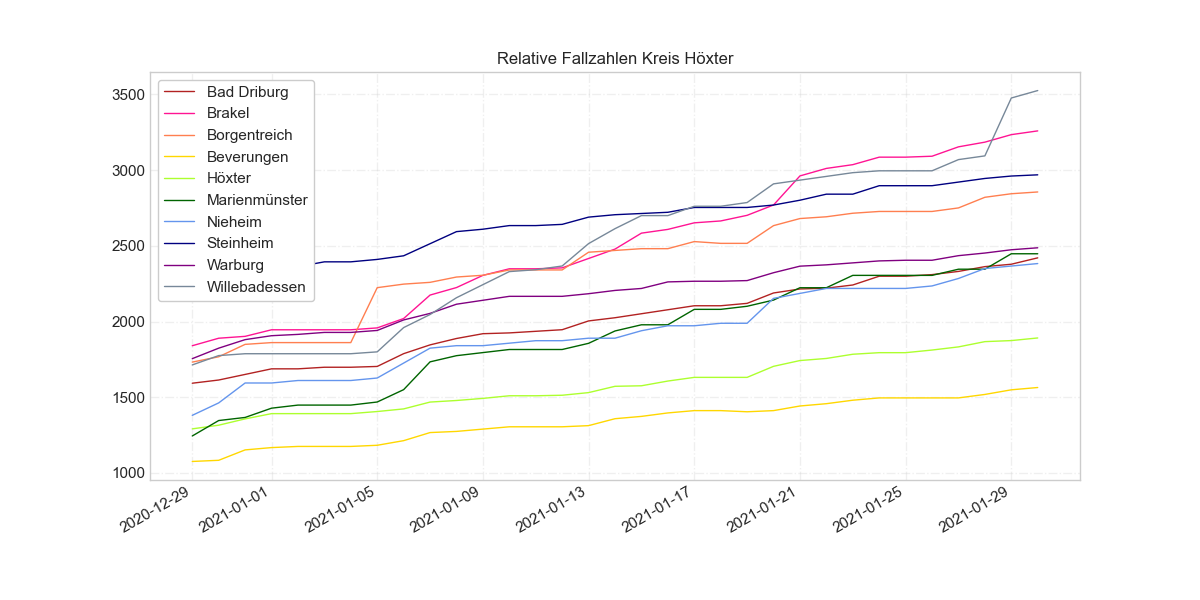 Relative Fallzahlen Kreis Höxter
3500
3000
2500
2000
1500
1000
Bad Driburg
Brakel
Borgentreich
Beverungen
Höxter
Marienmünster
Nieheim
Steinheim
Warburg
Willebadessen
2020-12-29
2021-01-01
2021-01-05
2021-01-09
2021-01-13
2021-01-17
2021-01-21
2021-01-25
2021-01-29